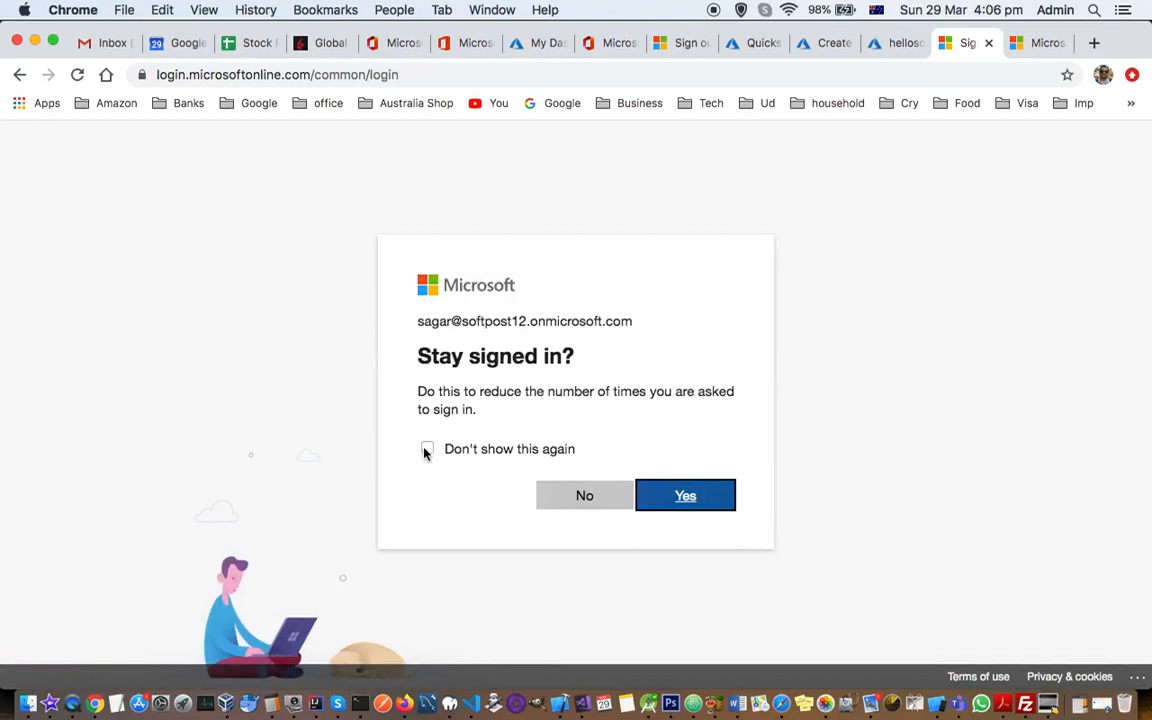 Chrome File Edit View History Bookmarks People Tab Window Help 98% Sun 29 Mar 4:06 pm Admin
Inbox ( 29 Google Stock Global Micros Micros My Da Micros Sign o Quicks Create hellos Sig Micros
login.microsoftonline.com/common/login
Apps Amazon Banks Google office Australia Shop You Google Business Tech Ud household Cry Food Visa Imp »
Microsoft
sagar@softpost12.onmicrosoft.com
Stay signed in?
Do this to reduce the number of times you are asked
to sign in.
Don't show this again
No Yes
Terms of use Privacy & cookies ...